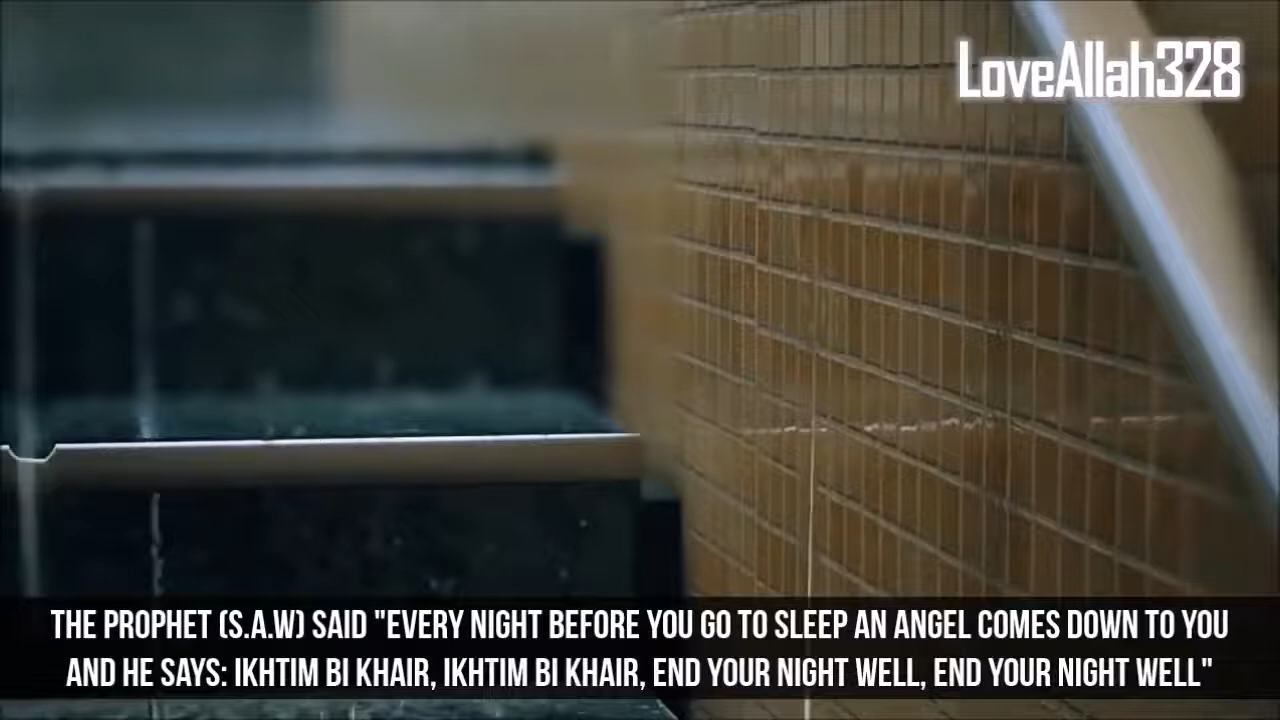 LoveAllah328
THE PROPHET (S.A.W) SAID "EVERY NIGHT BEFORE YOU GO TO SLEEP AN ANGEL COMES DOWN TO YOU
AND HE SAYS: IKHTIM BI KHAIR, IKHTIM BI KHAIR, END YOUR NIGHT WELL, END YOUR NIGHT WELL"